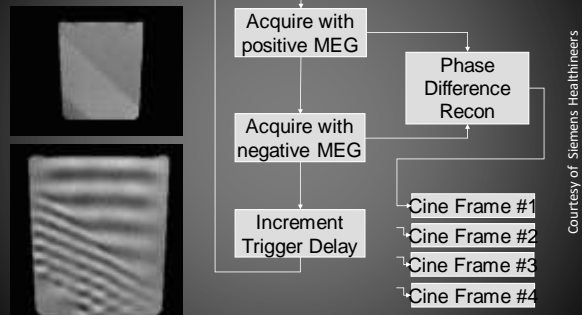 Acquire with
positive MEG
Phase
Difference
Recon
Acquire with
negative MEG
Increment
Trigger Delay
Cine Frame #1
Cine Frame #2
Cine Frame #3
Cine Frame #4
Courtesy of Siemens Healthineers